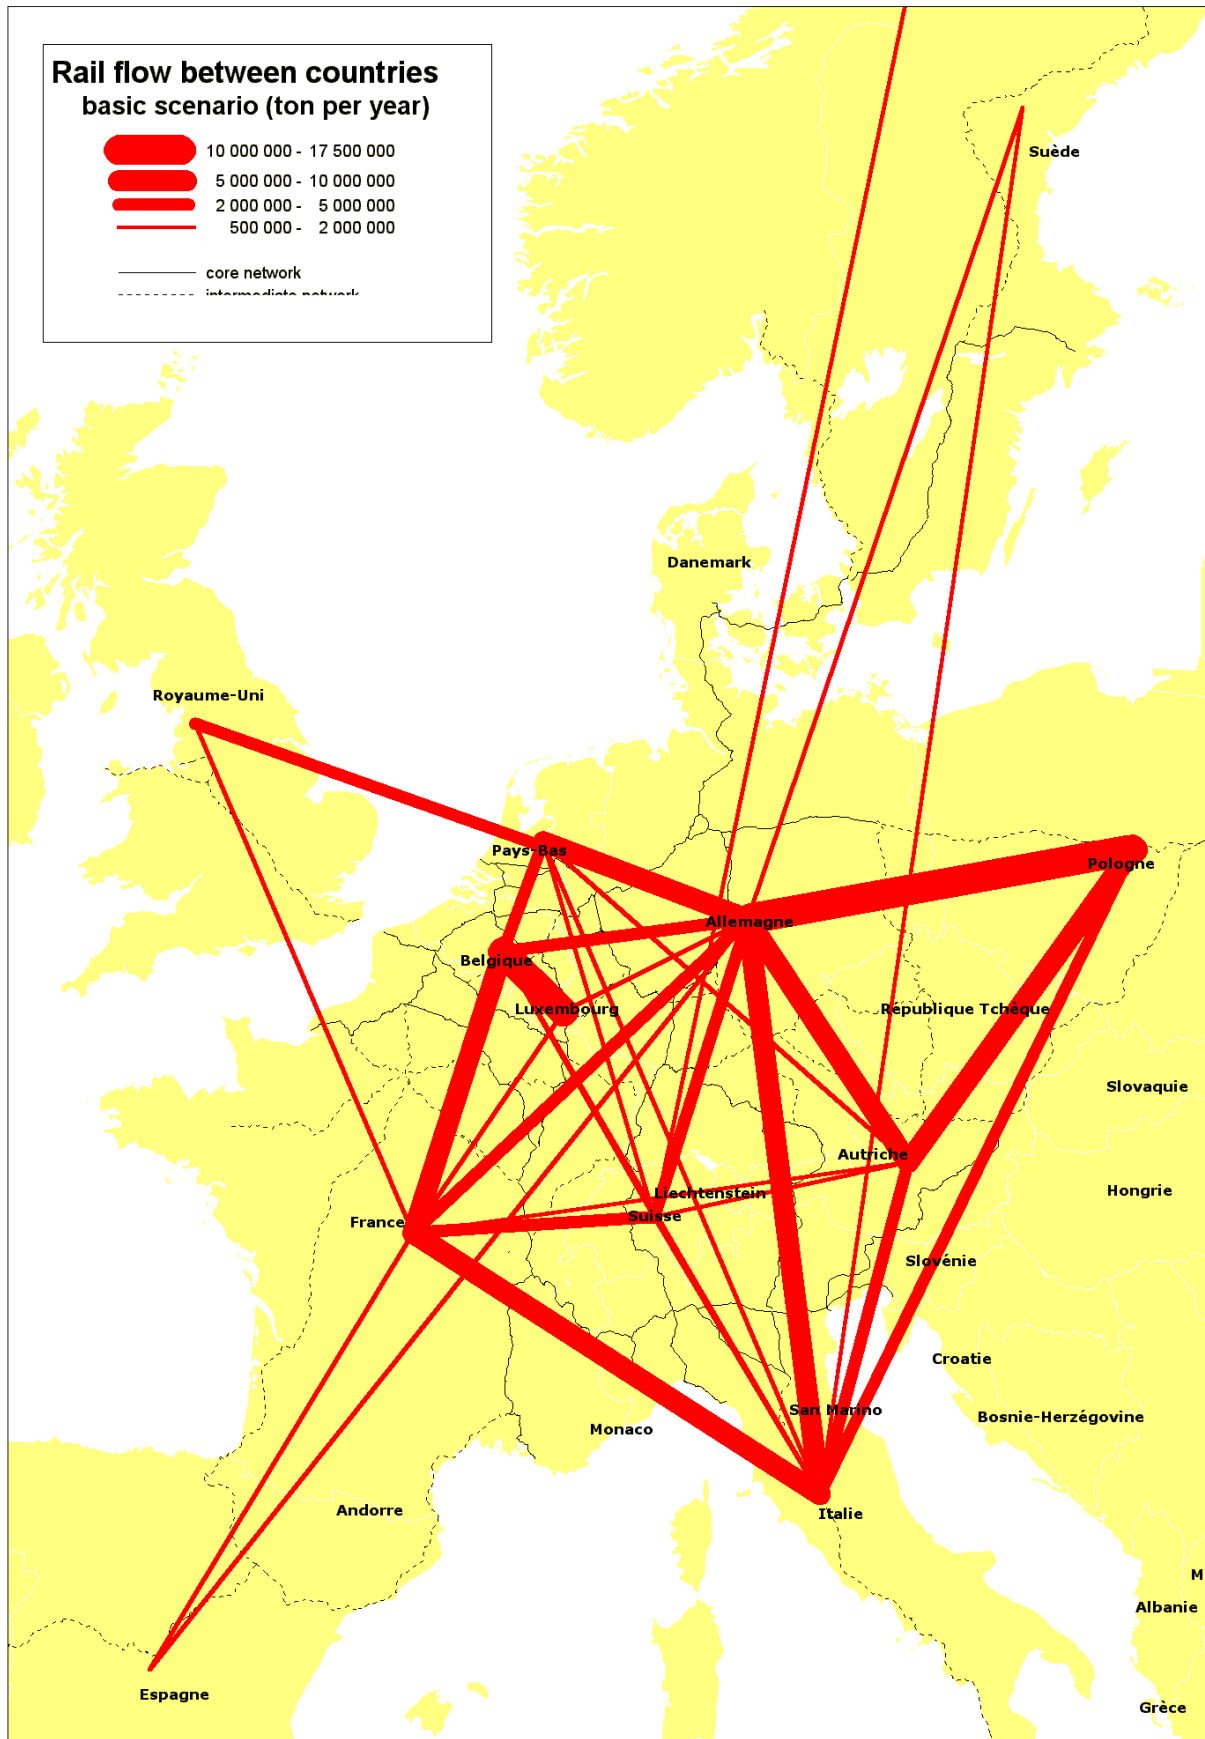 Rail flow between countries
basic scenario (ton per year)
10 000 000 - 17 500 000
5 000 000 - 10 000 000
2 000 000 - 5 000 000
500 000 - 2 000 000
core network
intermediate network
Suède
Danemark
Royaume-Uni
Pays-Bas
Pologne
Allemagne
Belgique
Luxembourg
République Tchèque
Slovaquie
Autriche
Liechtenstein
Hongrie
Suisse
France
Slovénie
Croatie
San Marino
Bosnie-Herzégovine
Monaco
Andorre
Italie
M
Albanie
Espagne
Grèce